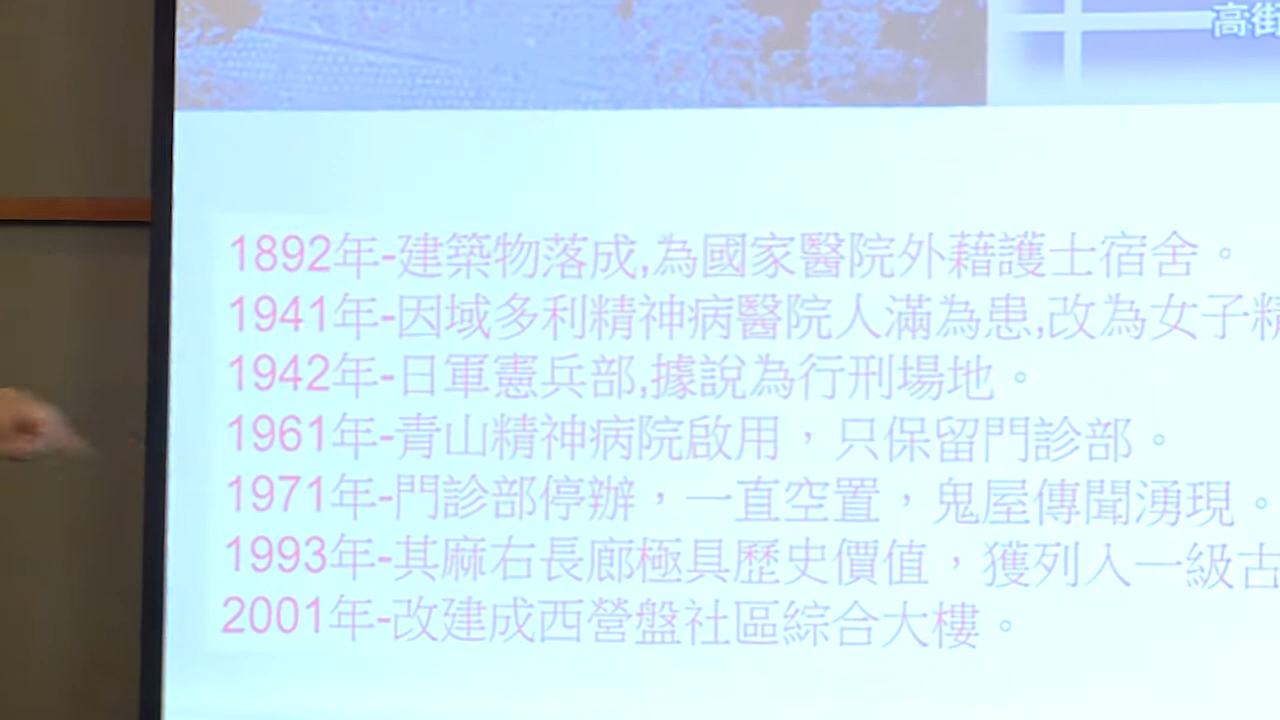 高街
1892年-建築物落成,為國家醫院外藉護士宿舍。
1941年-因域多利精神病醫院人滿為患,改為女子精
1942年-日軍憲兵部,據說為行刑場地。
1961年-青山精神病院啟用，只保留門診部。
1971年-門診部停辦，一直空置，鬼屋傳聞湧現。
1993年-其麻右長廊極具歷史價值，獲列入一級古
2001年-改建成西營盤社區綜合大樓。